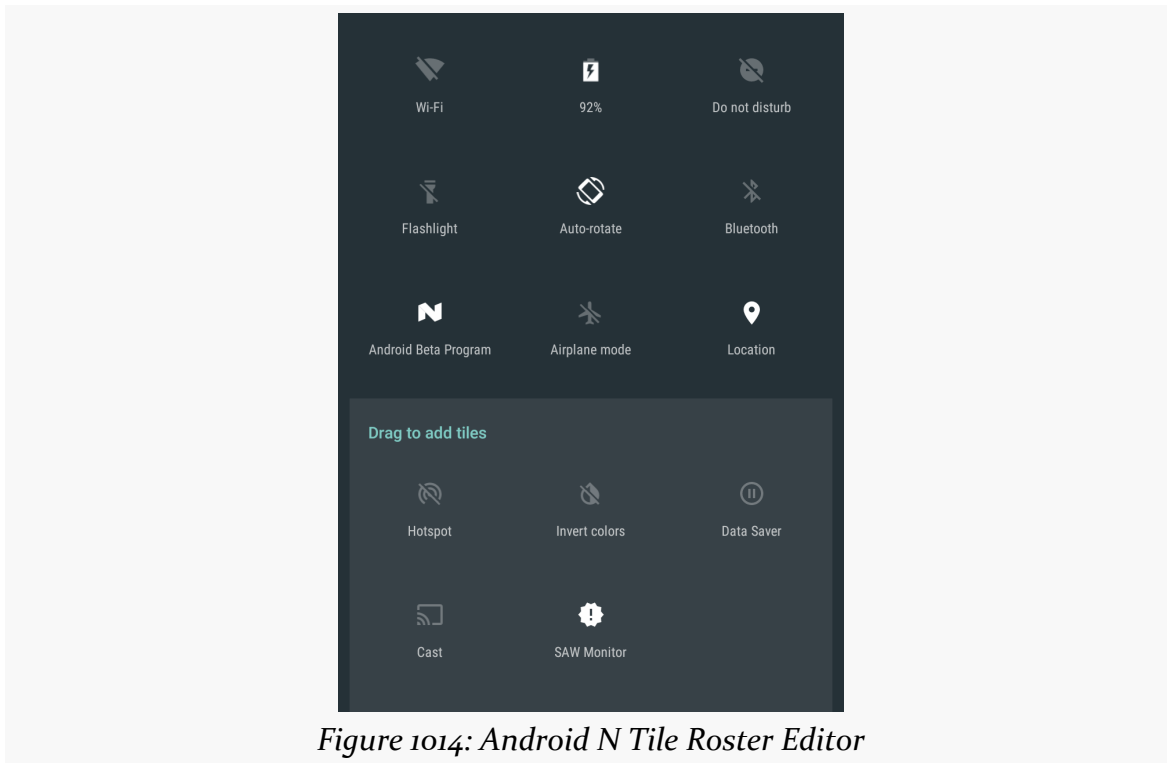 Wi-Fi 92% Do not disturb
Flashlight Auto-rotate Bluetooth
Android Beta Program Airplane mode Location
Drag to add tiles
Hotspot Invert colors Data Saver
Cast SAW Monitor
Figure 1014: Android N Tile Roster Editor